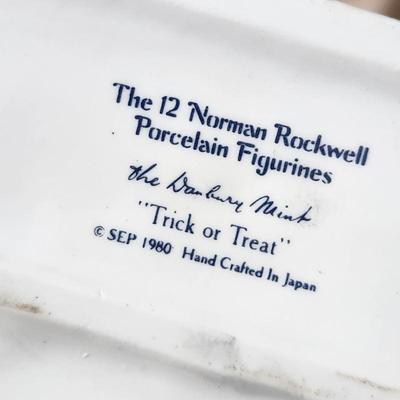 The 12 Norman Rockwell
Porcelain Figurines
the Danbury Mint
"Trick or Treat"
© SEP 1980 Hand Crafted In Japan